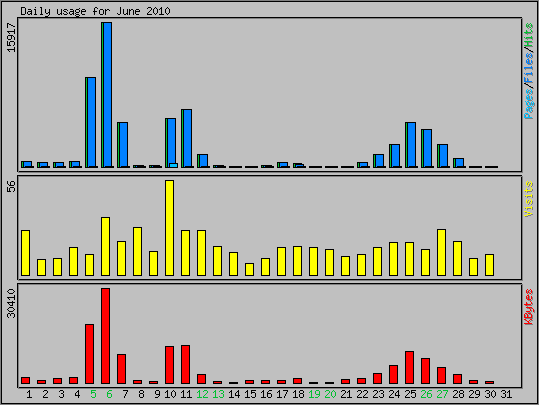 Daily usage for June 2010
15917
Pages/Files/Hits
56
Visits
30410
KBytes
1 2 3 4 5 6 7 8 9 10 11 12 13 14 15 16 17 18 19 20 21 22 23 24 25 26 27 28 29 30 31